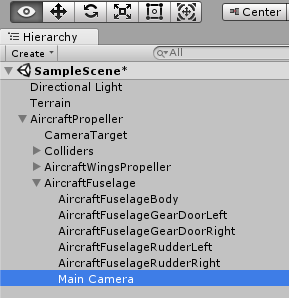 Center
Hierarchy
Create
All
SampleScene*
Directional Light
Terrain
AircraftPropeller
CameraTarget
Colliders
AircraftWingsPropeller
AircraftFuselage
AircraftFuselageBody
AircraftFuselageGearDoorLeft
AircraftFuselageGearDoorRight
AircraftFuselageRudderLeft
AircraftFuselageRudderRight
Main Camera